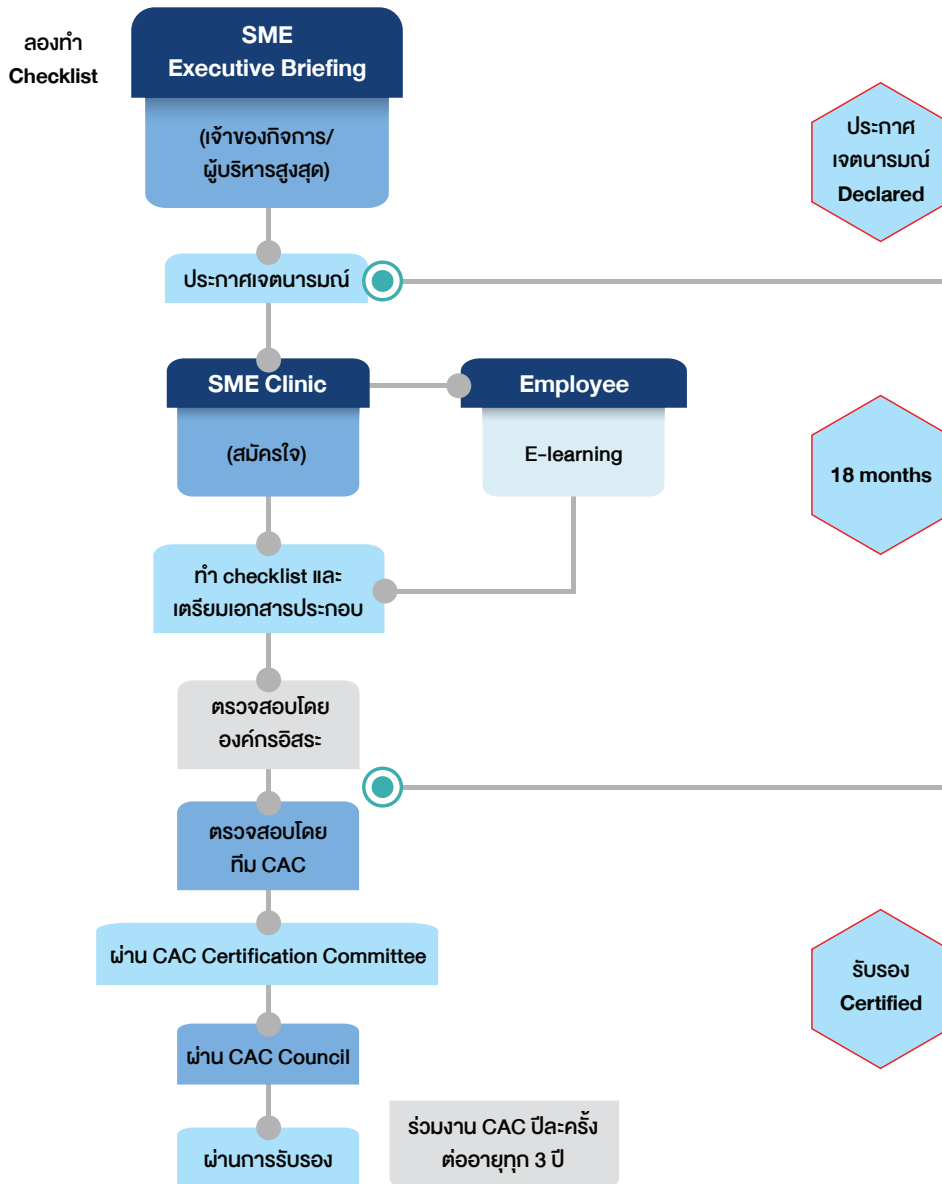 ลองทำ
Checklist
SME
Executive Briefing
(เจ้าของกิจการ/
ผู้บริหารสูงสุด)
ประกาศ
เจตนารมณ์
Declared
ประกาศเจตนารมณ์
SME Clinic
(สมัครใจ)
Employee
E-learning
18 months
ทำ checklist และ
เตรียมเอกสารประกอบ
ตรวจสอบโดย
องค์กรอิสระ
ตรวจสอบโดย
ทีม CAC
ผ่าน CAC Certification Committee
รับรอง
Certified
ผ่าน CAC Council
ผ่านการรับรอง
ร่วมงาน CAC ปีละครั้ง
ต่ออายุทุก 3 ปี